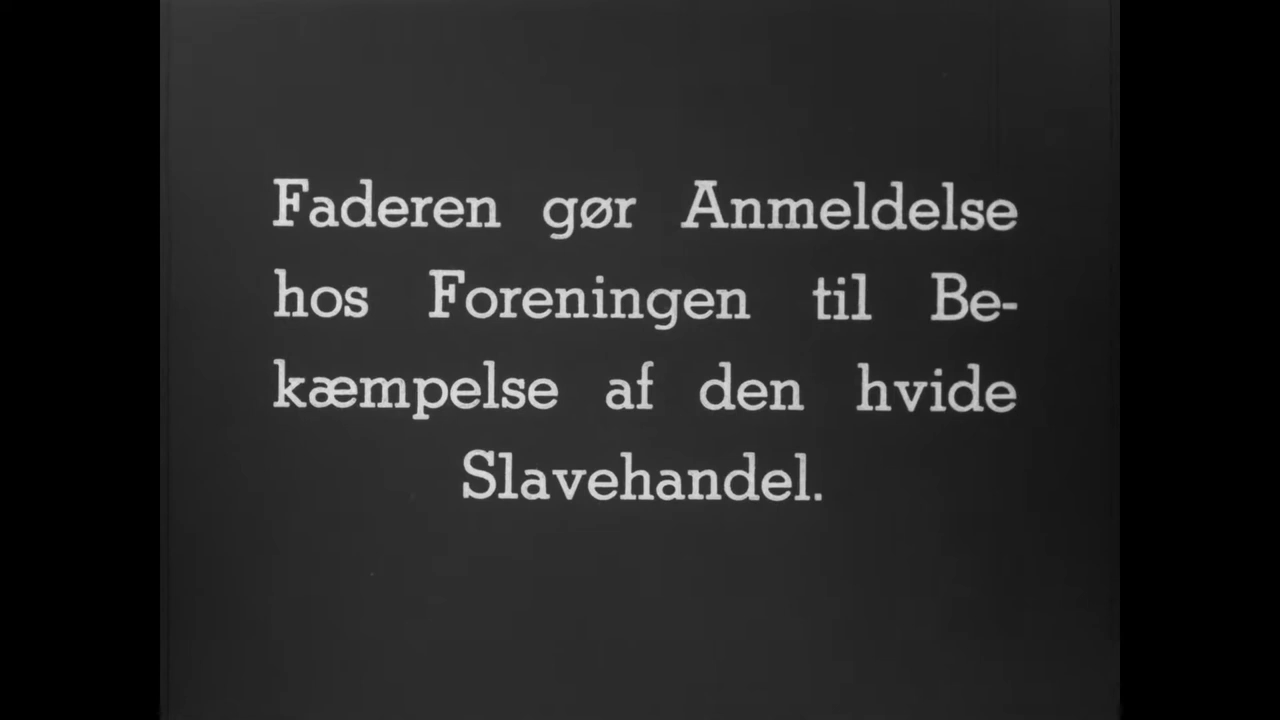 Faderen gør Anmeldelse
hos Foreningen til Be-
kæmpelse af den hvide
Slavehandel.